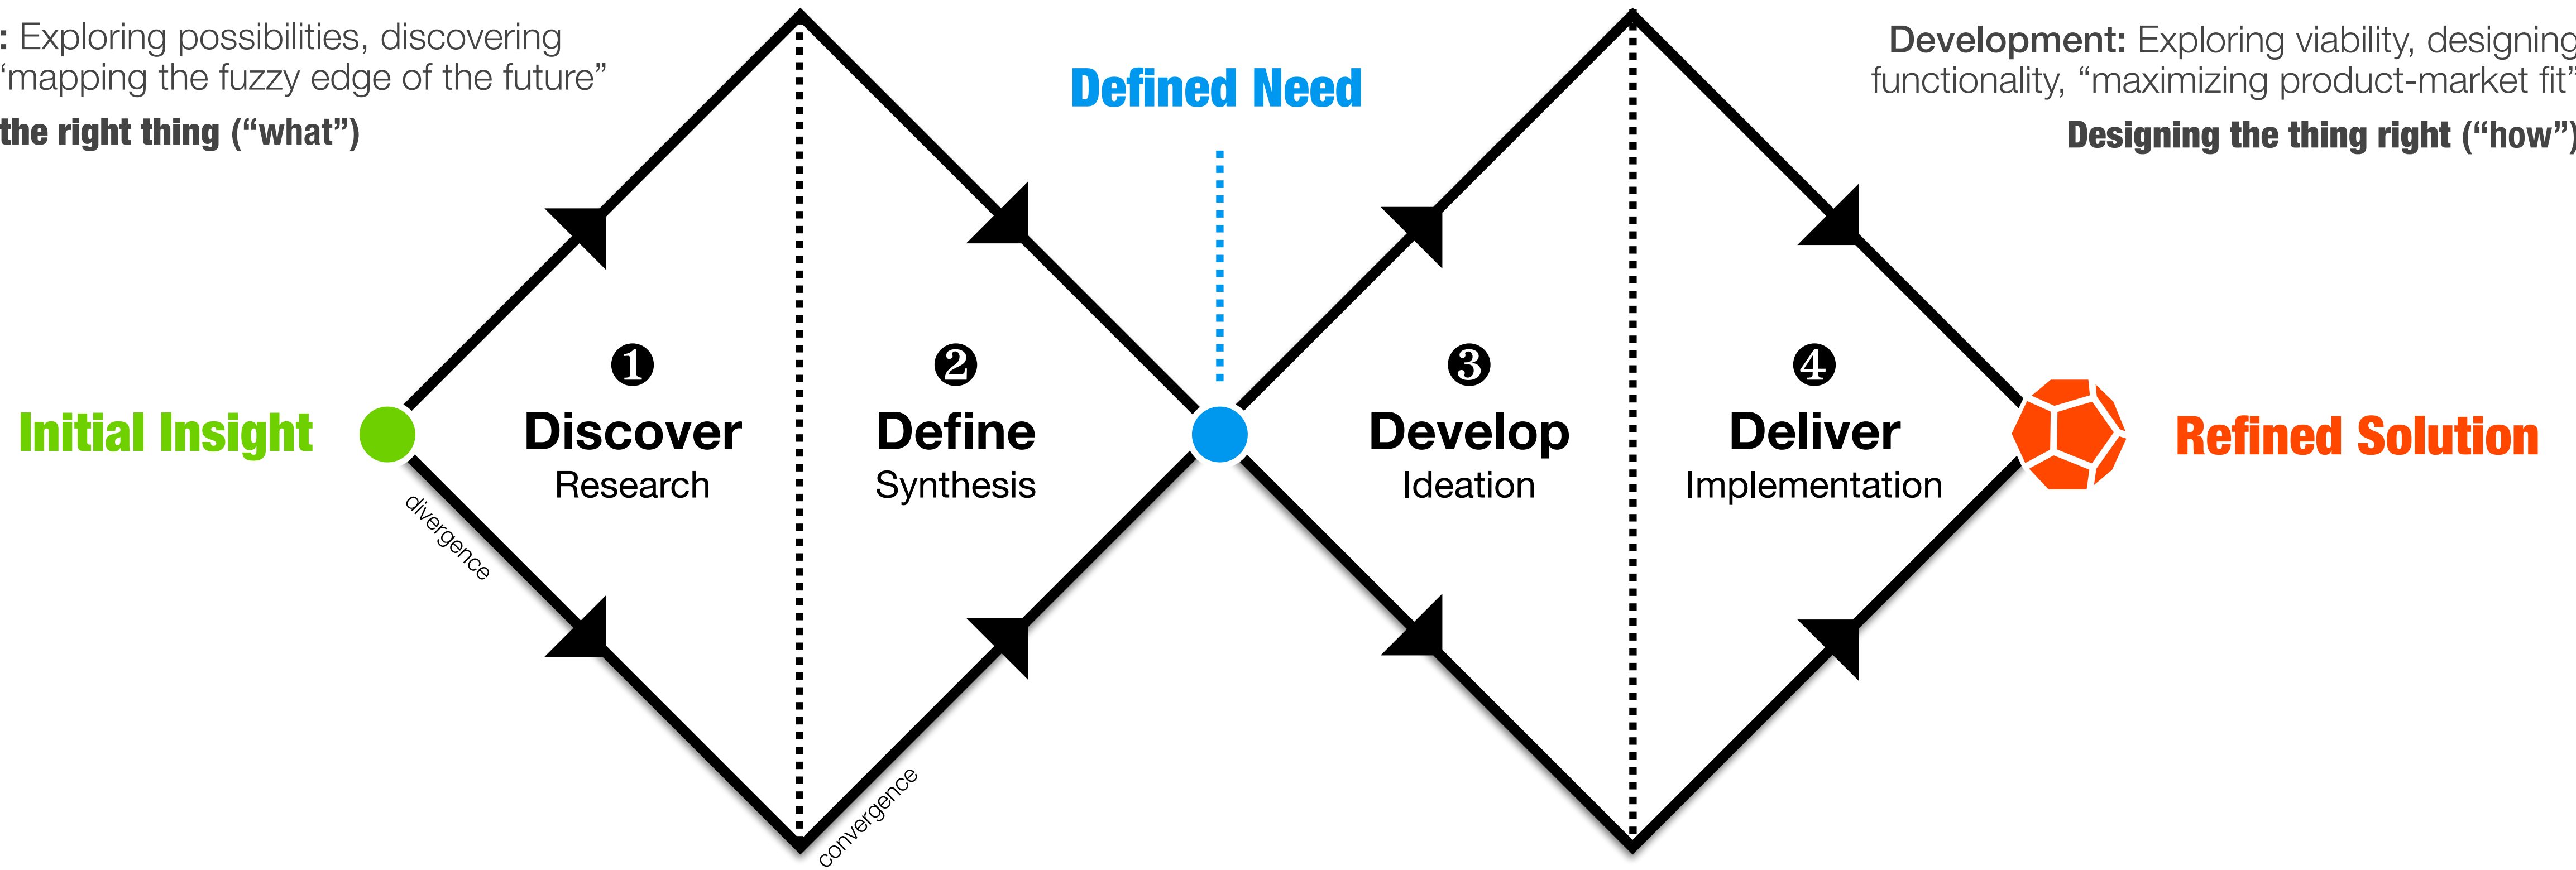 : Exploring possibilities, discovering
‘mapping the fuzzy edge of the future”
the right thing (“what”)
Development: Exploring viability, designing
functionality, “maximizing product-market fit”
Designing the thing right (“how”)
Defined Need
Initial Insight
❶
Discover
Research
❷
Define
Synthesis
❸
Develop
Ideation
❹
Deliver
Implementation
Refined Solution
divergence
convergence